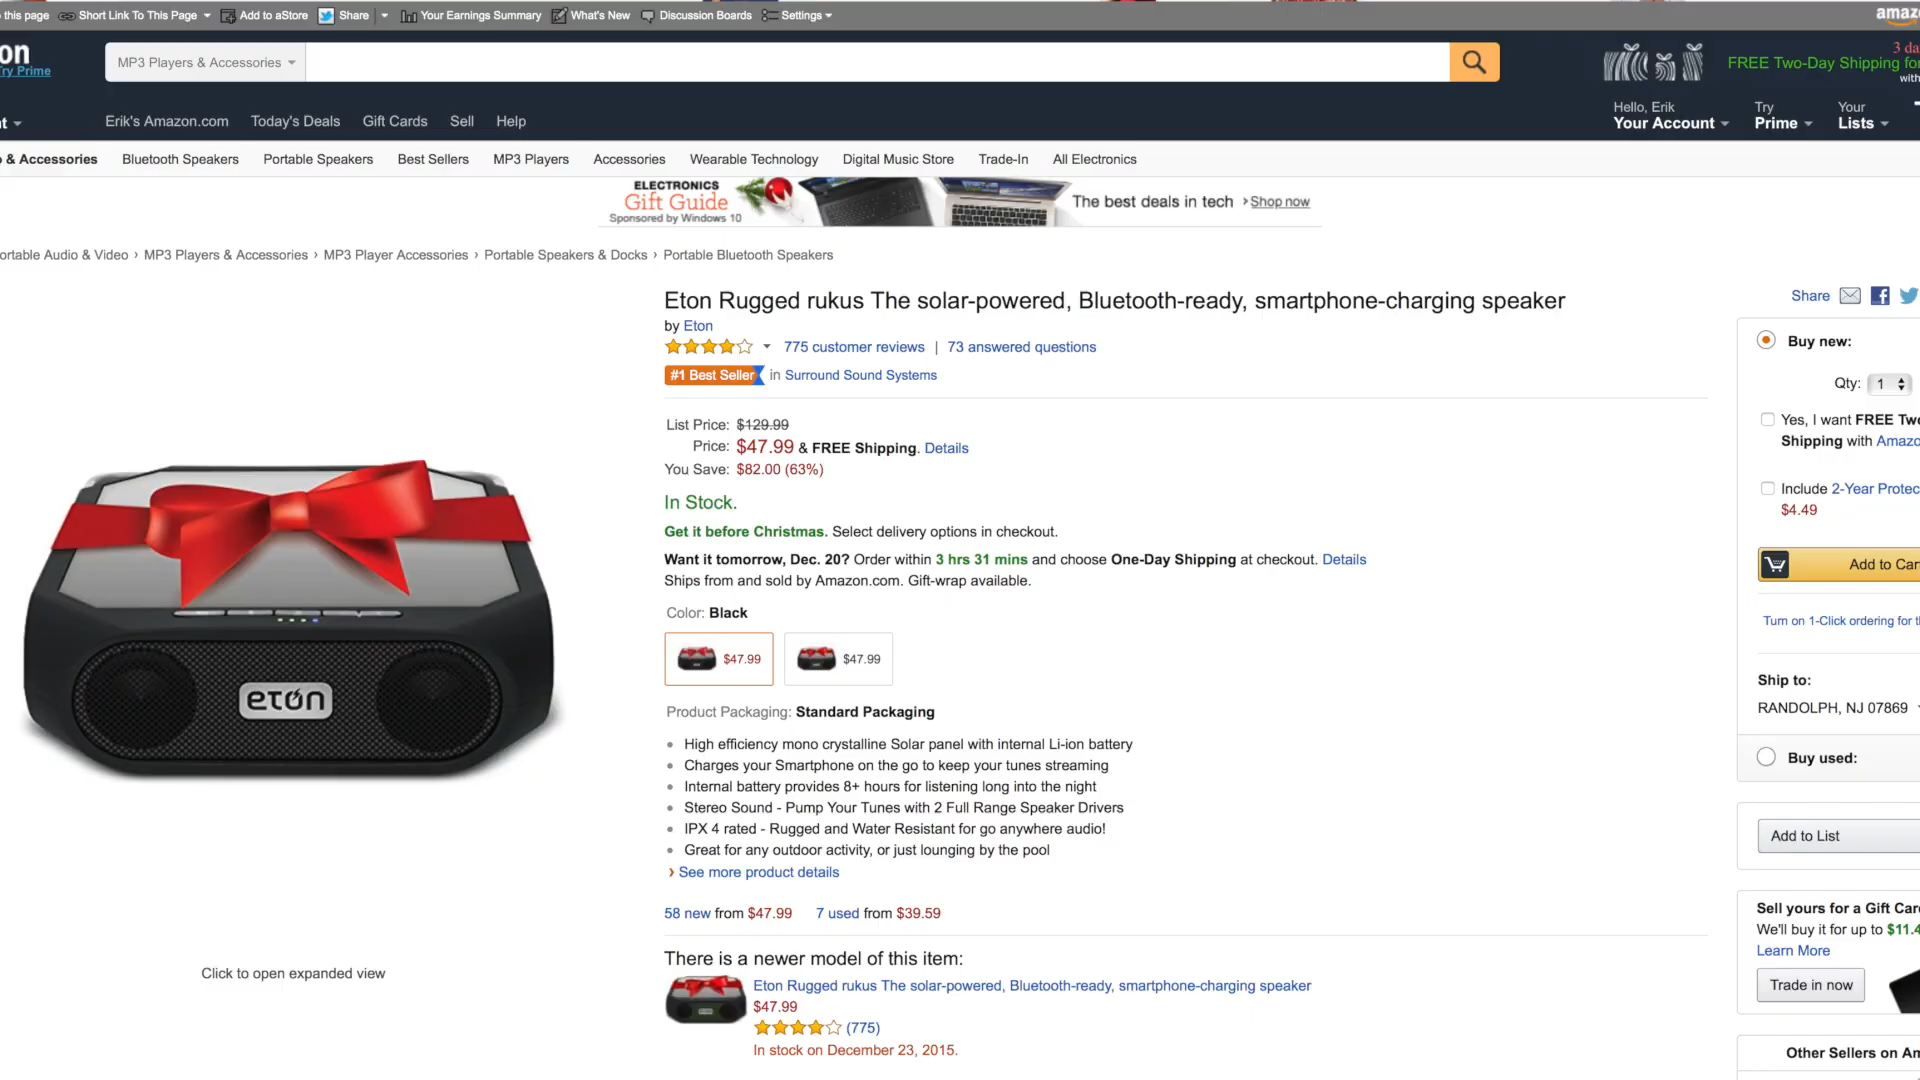 this page Short Link To This Page Add to aStore Share Your Earnings Summary What's New Discussion Boards Settings
on MP3 Players & Accessories
Try Prime
FREE Two-Day Shipping
with
Erik's Amazon.com Today's Deals Gift Cards Sell Help
Hello, Erik
Your Account
Try
Prime
Your
Lists
& Accessories Bluetooth Speakers Portable Speakers Best Sellers MP3 Players Accessories Wearable Technology Digital Music Store Trade-In All Electronics
ELECTRONICS
Gift Guide
Sponsored by Windows 10
The best deals in tech › Shop now
ortable Audio & Video › MP3 Players & Accessories › MP3 Player Accessories › Portable Speakers & Docks › Portable Bluetooth Speakers
Eton Rugged rukus The solar-powered, Bluetooth-ready, smartphone-charging speaker
by Eton
775 customer reviews | 73 answered questions
#1 Best Seller in Surround Sound Systems
List Price: $129.99
Price: $47.99 & FREE Shipping. Details
You Save: $82.00 (63%)
In Stock.
Get it before Christmas. Select delivery options in checkout.
Want it tomorrow, Dec. 20? Order within 3 hrs 31 mins and choose One-Day Shipping at checkout. Details
Ships from and sold by Amazon.com. Gift-wrap available.
Color: Black
$47.99 $47.99
Product Packaging: Standard Packaging
• High efficiency mono crystalline Solar panel with internal Li-ion battery
• Charges your Smartphone on the go to keep your tunes streaming
• Internal battery provides 8+ hours for listening long into the night
• Stereo Sound - Pump Your Tunes with 2 Full Range Speaker Drivers
• IPX 4 rated - Rugged and Water Resistant for go anywhere audio!
• Great for any outdoor activity, or just lounging by the pool
› See more product details
58 new from $47.99 7 used from $39.59
There is a newer model of this item:
Eton Rugged rukus The solar-powered, Bluetooth-ready, smartphone-charging speaker
$47.99
(775)
In stock on December 23, 2015.
etón
Click to open expanded view
Share
Buy new:
Qty: 1
Yes, I want FREE Two
Shipping with Amazo
Include 2-Year Protec
$4.49
Add to Car
Turn on 1-Click ordering for
Ship to:
RANDOLPH, NJ 07869
Buy used:
Add to List
Sell yours for a Gift Car
We'll buy it for up to $11.4
Learn More
Trade in now
Other Sellers on Am